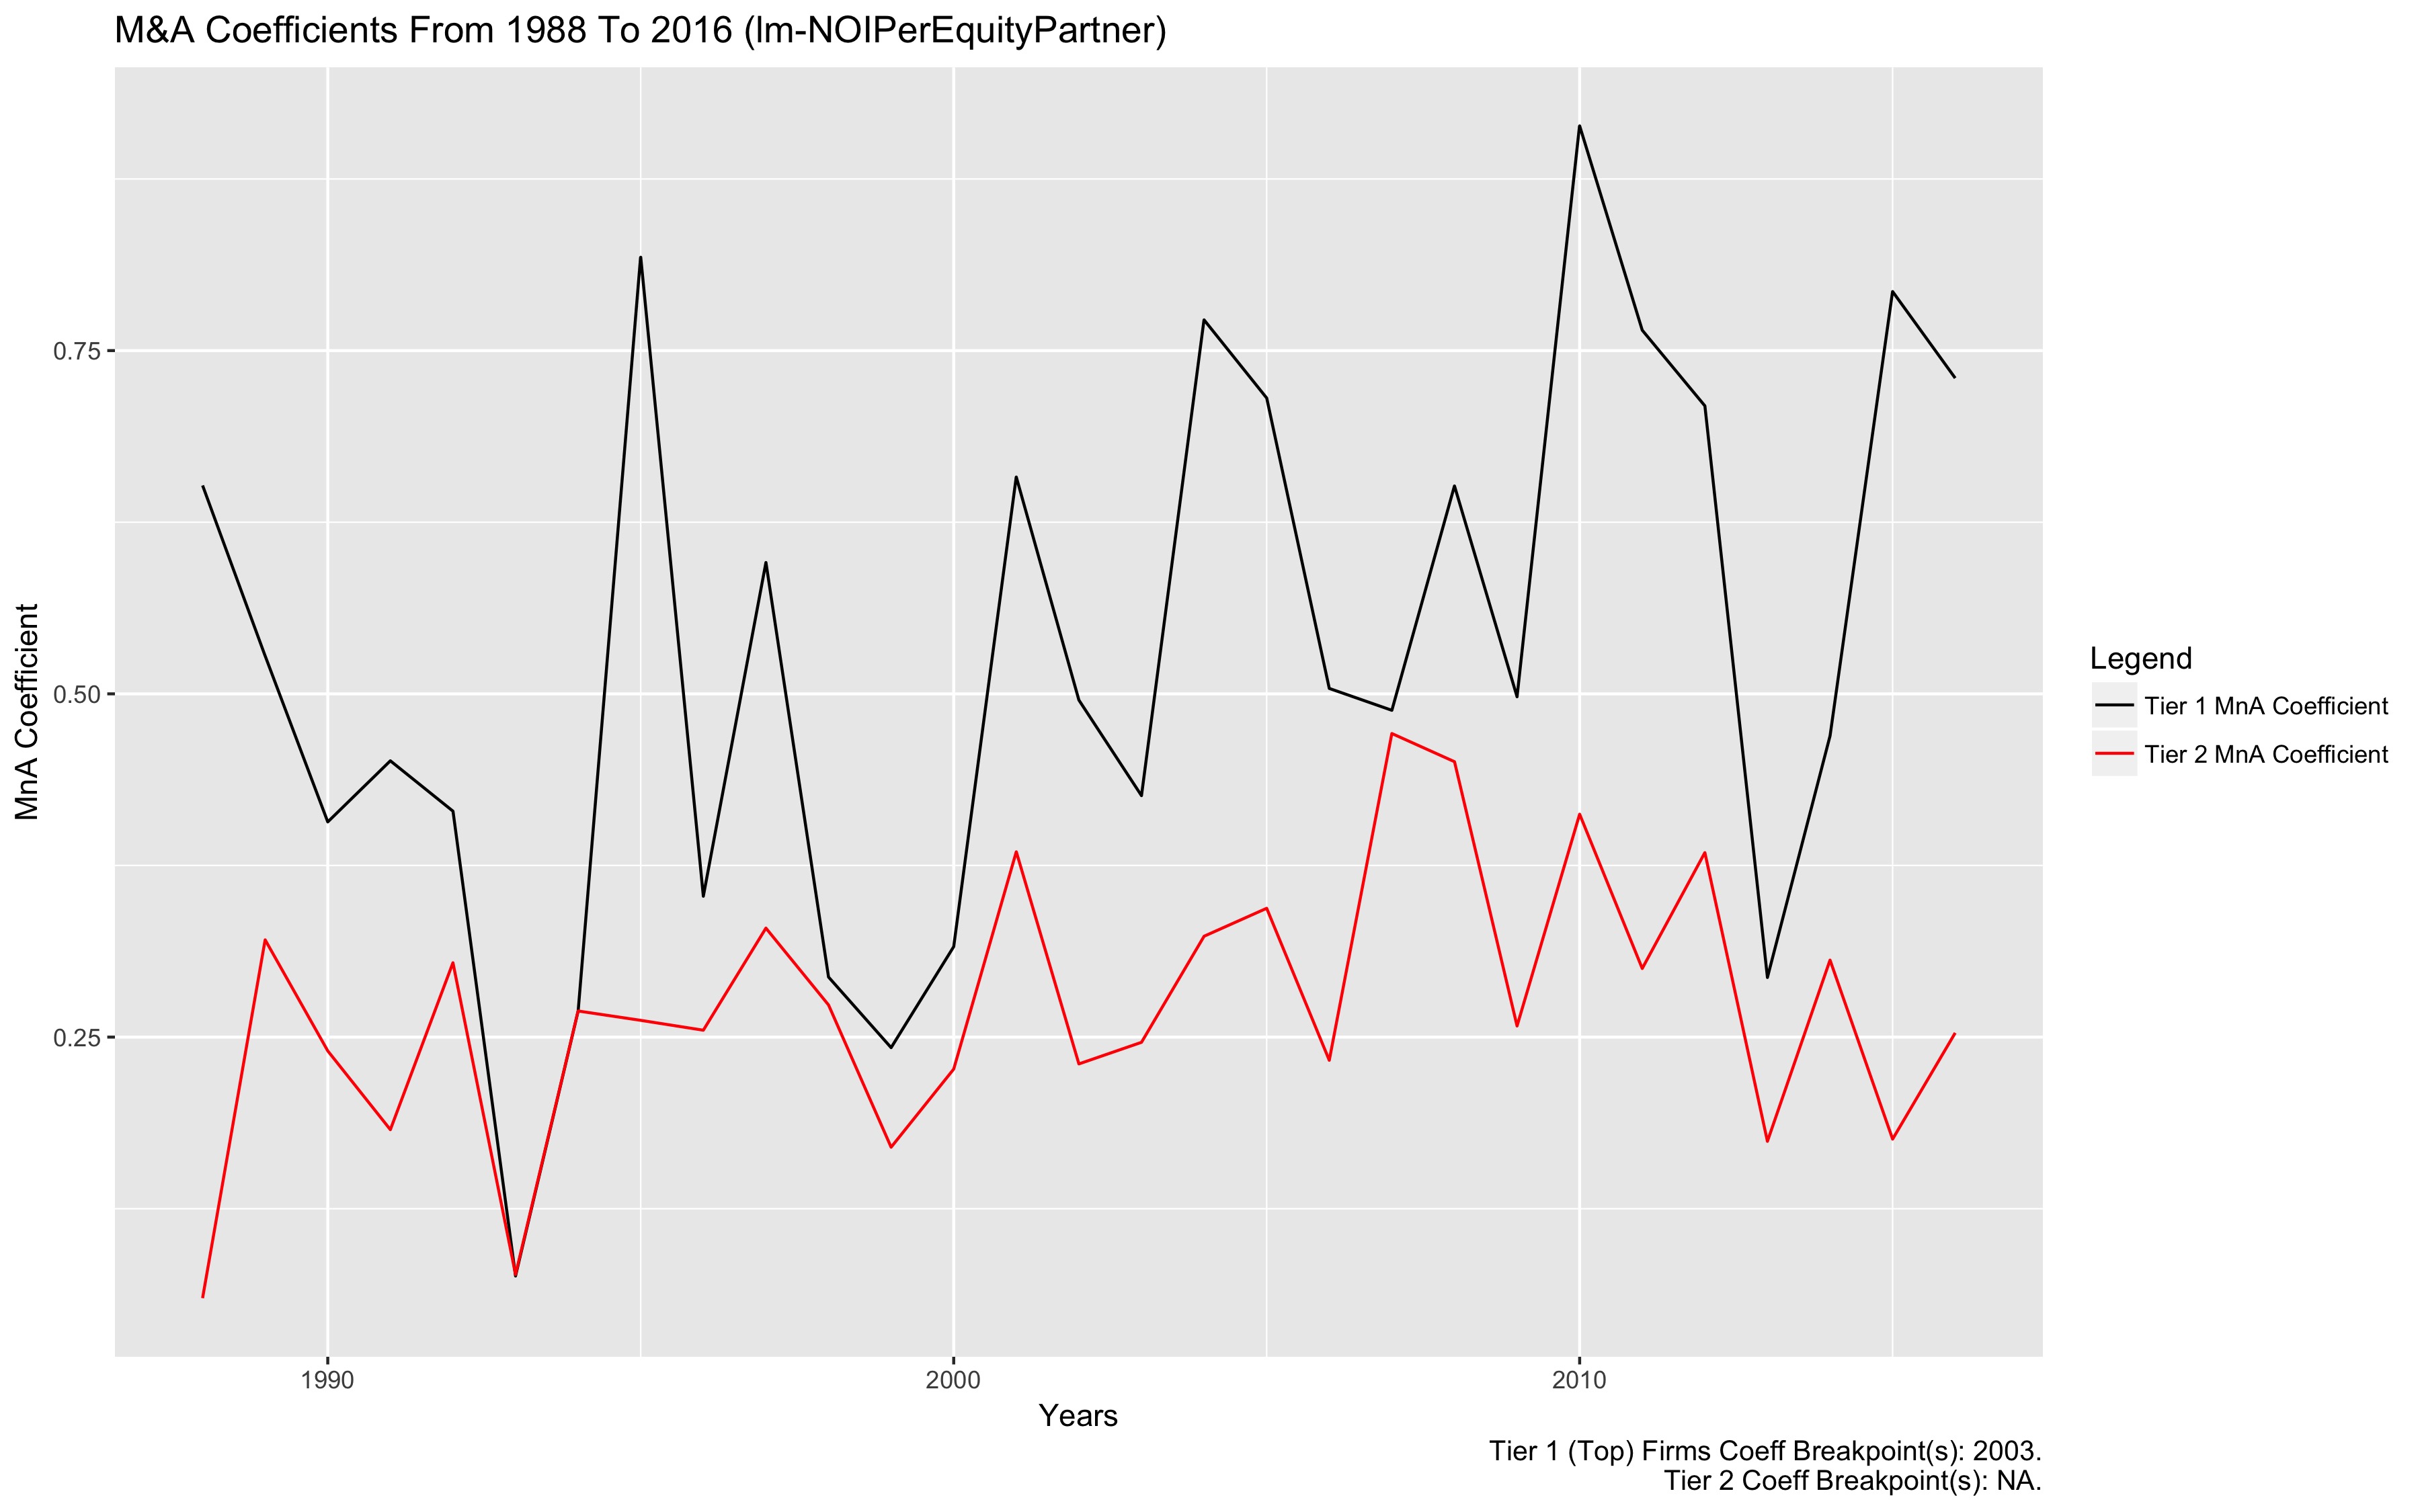 M&A Coefficients From 1988 To 2016 (lm-NOIPerEquityPartner)
MnA Coefficient
0.75
0.50
0.25
1990
2000
2010
Years
Legend
Tier 1 MnA Coefficient
Tier 2 MnA Coefficient
Tier 1 (Top) Firms Coeff Breakpoint(s): 2003.
Tier 2 Coeff Breakpoint(s): NA.